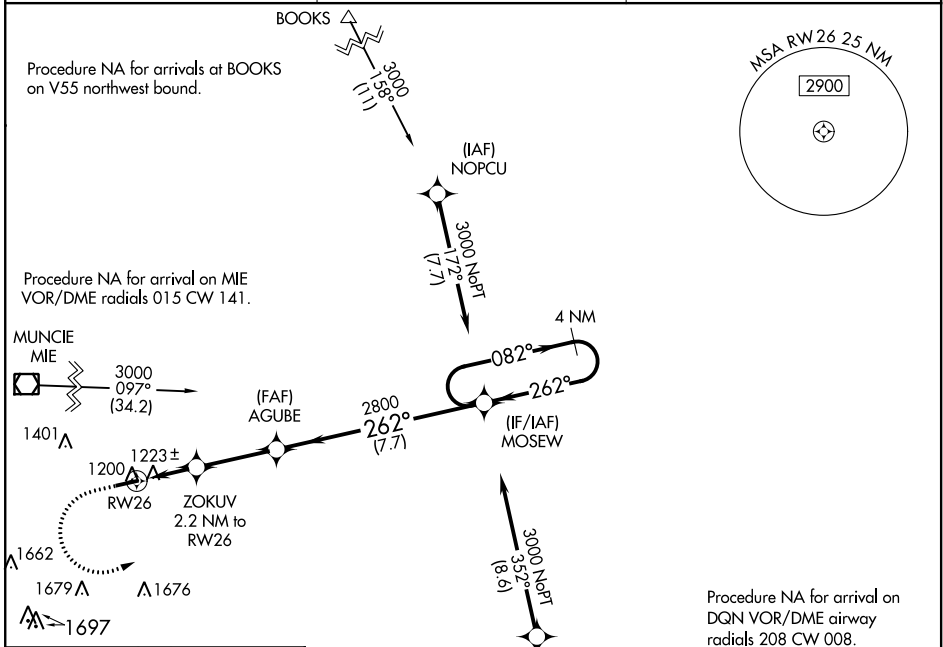 BOOKS
Procedure NA for arrivals at BOOKS
on V55 northwest bound.
3000
158°
(11)
MSA RW26 25 NM
2900
(IAF)
NOPCU
3000 NoPT
172°
(7.7)
Procedure NA for arrival on MIE
VOR/DME radials 015 CW 141.
MUNCIE
MIE
3000
097°
(34.2)
4 NM
082°
262°
(FAF)
AGUBE
2800
262°
(7.7)
(IF/IAF)
MOSEW
1401
1200
1223±
RW26
ZOKUV
2.2 NM to
RW26
3000 NoPT
352°
(8.6)
1662
1679
1676
1697
Procedure NA for arrival on
DQN VOR/DME airway
radials 208 CW 008.